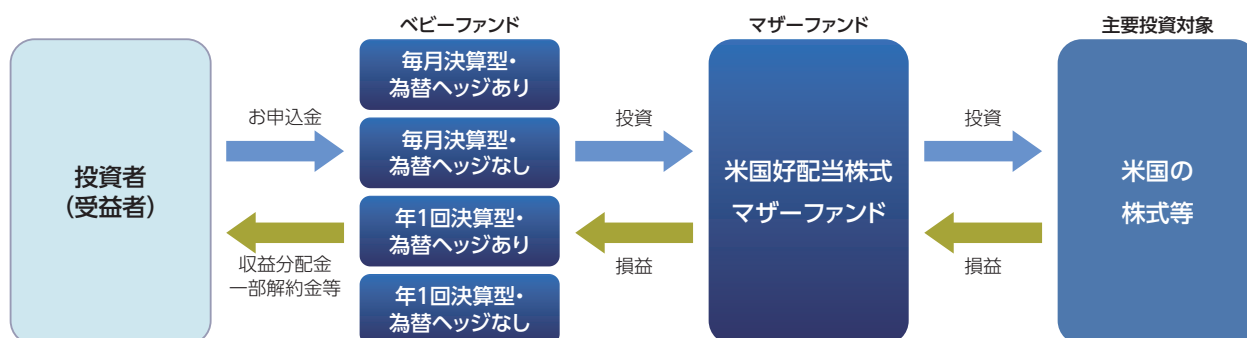 ベビーファンド
マザーファンド
主要投資対象
投資者
（受益者）
お申込金
収益分配金
一部解約金等
毎月決算型・
為替ヘッジあり
毎月決算型・
為替ヘッジなし
年1回決算型・
為替ヘッジあり
年1回決算型・
為替ヘッジなし
投資
損益
米国好配当株式
マザーファンド
投資
損益
米国の
株式等